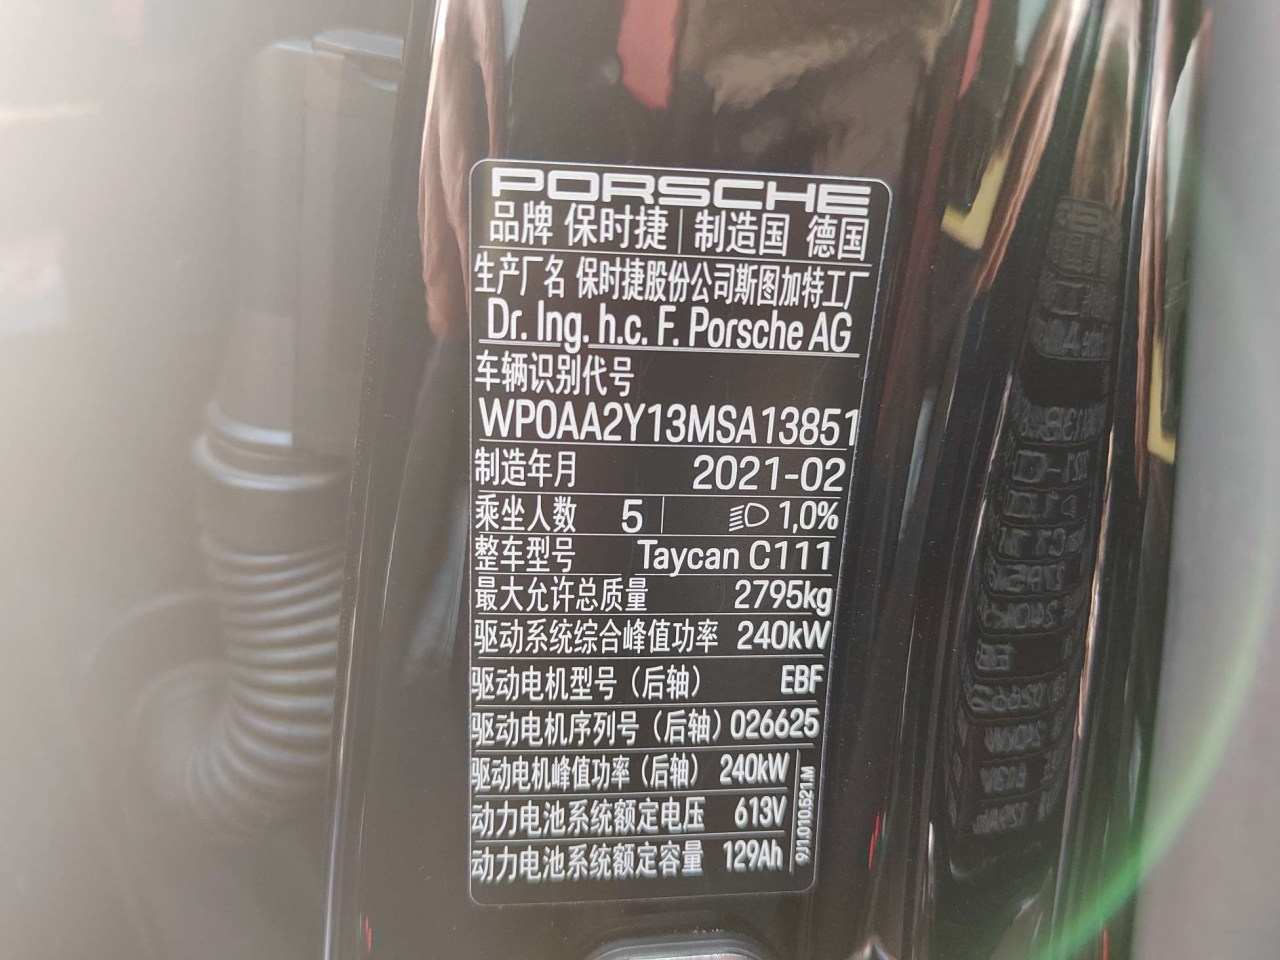 PORSCHE
品牌 保时捷 制造国 德国
生产厂名 保时捷股份公司斯图加特工厂
Dr. Ing. h.c. F. Porsche AG
车辆识别代号
WP0AA2Y13MSA13851
制造年月 2021-02
乘坐人数 5 1,0%
整车型号 Taycan C111
最大允许总质量 2795kg
驱动系统综合峰值功率 240kW
驱动电机型号（后轴） EBF
驱动电机序列号（后轴）026625
驱动电机峰值功率（后轴） 240kW
动力电池系统额定电压 613V
动力电池系统额定容量 129Ah
9J1.010.521.M